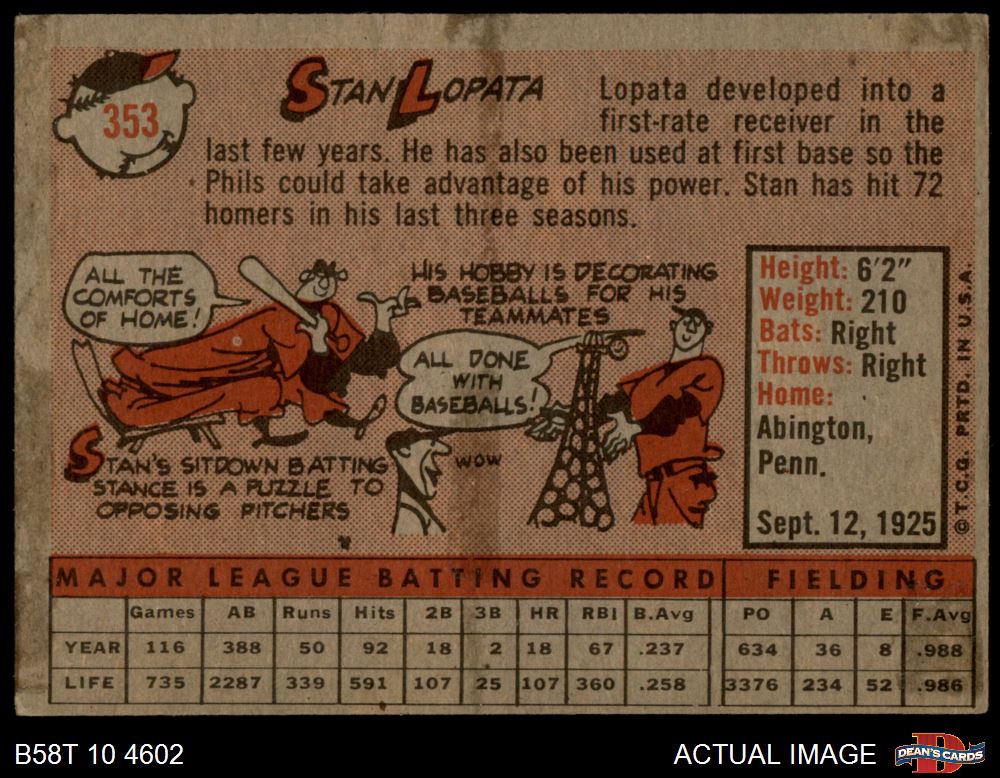 353
STAN LOPATA
Lopata developed into a
first-rate receiver in the
last few years. He has also been used at first base so the
Phils could take advantage of his power. Stan has hit 72
homers in his last three seasons.
ALL THE
COMFORTS
OF HOME!
STAN'S SITDOWN BATTING
STANCE IS A PUZZLE TO
OPPOSING PITCHERS
HIS HOBBY IS DECORATING
BASEBALLS FOR HIS
TEAMMATES
ALL DONE
WITH
BASEBALLS!
WOW
Height: 6'2"
Weight: 210
Bats: Right
Throws: Right
Home:
Abington,
Penn.
Sept. 12, 1925
© T.C.G. PRTD. IN U.S.A.
MAJOR LEAGUE BATTING RECORD FIELDING
Games AB Runs Hits 2B 3B HR RBI B.Avg PO A E F.Avg
YEAR 116 388 50 92 18 2 18 67 .237 634 36 8 .988
LIFE 735 2287 339 591 107 25 107 360 .258 3376 234 52 .986
B58T 10 4602
ACTUAL IMAGE
DEAN'S CARDS